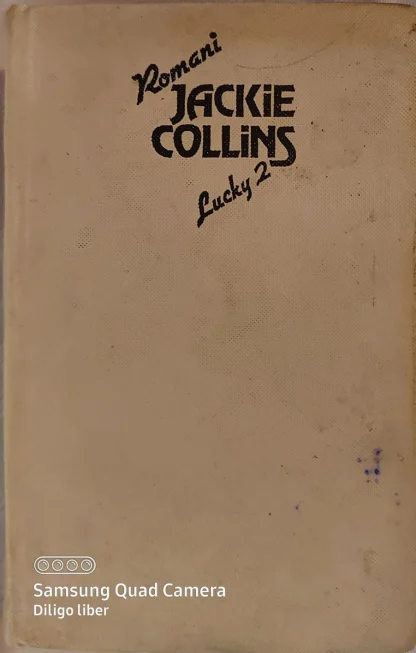 Romani
JACKiE
COLLiNS
Lucky 2
Samsung Quad Camera
Diligo liber